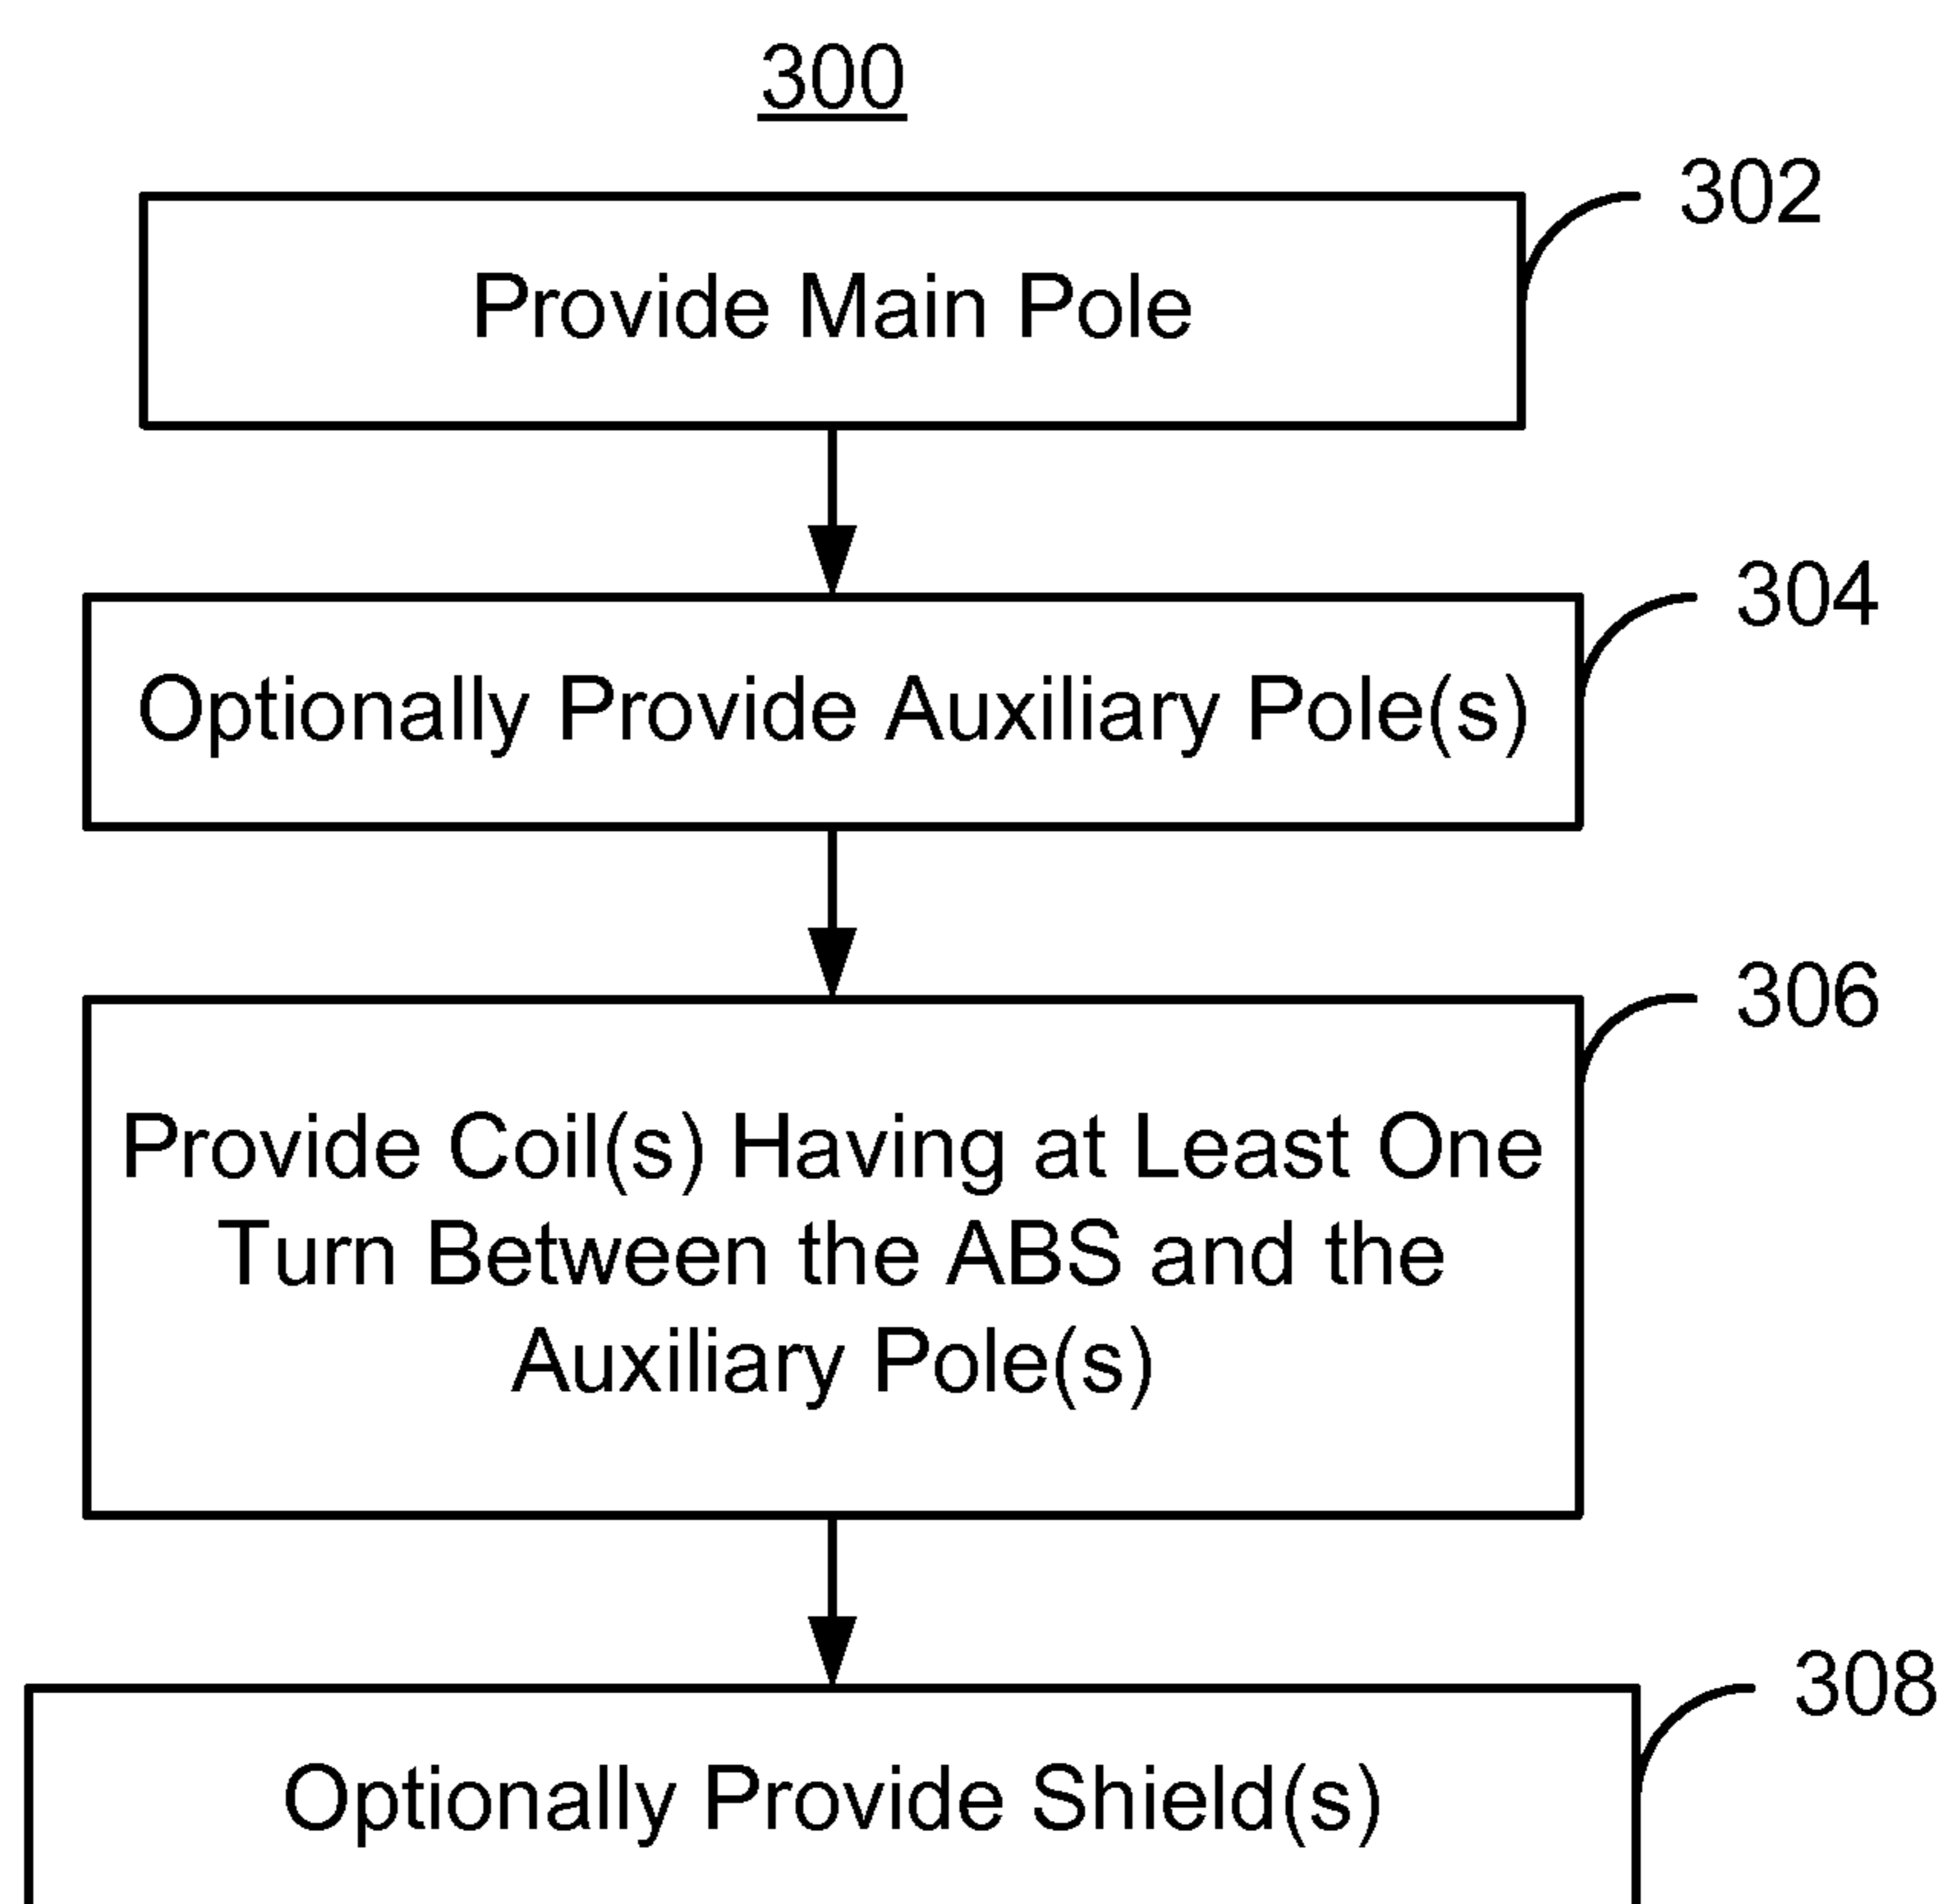 300
302
Provide Main Pole
304
Optionally Provide Auxiliary Pole(s)
306
Provide Coil(s) Having at Least One
Turn Between the ABS and the
Auxiliary Pole(s)
308
Optionally Provide Shield(s)